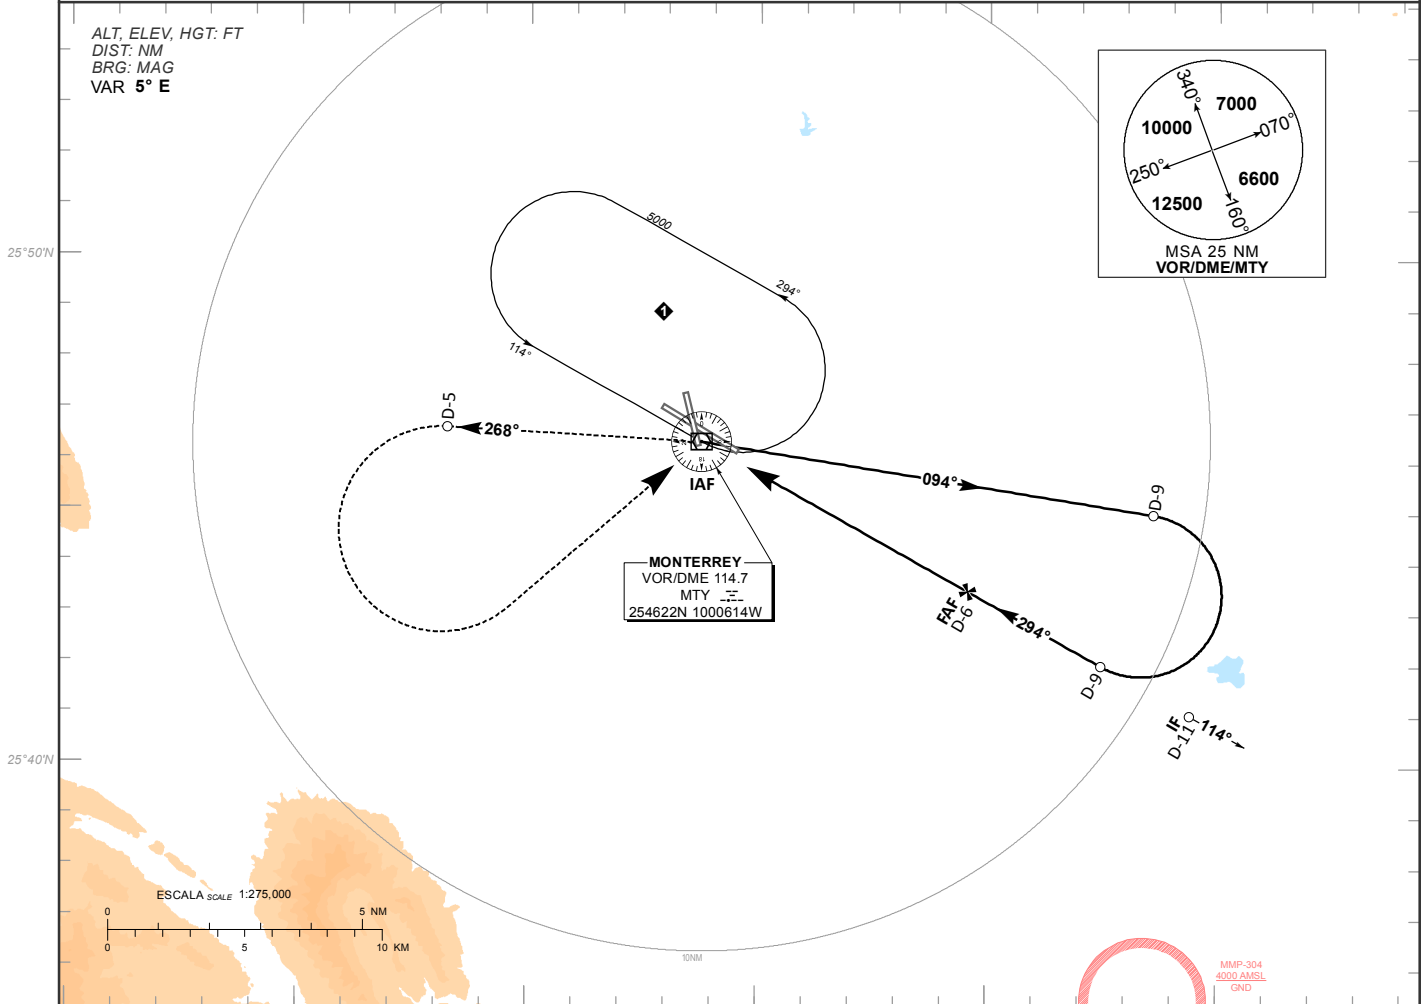 ALT, ELEV, HGT: FT
DIST: NM
BRG: MAG
VAR 5° E
340°
7000
10000
070°
250°
6600
12500
160°
MSA 25 NM
VOR/DME/MTY
25°50'N
5000
294°
1
114°
D-5
268°
0
18
IAF
094°
D-9
MONTERREY
VOR/DME 114.7
MTY
254622N 1000614W
FAF
D-6
294°
D-9
IF
D-11
114°
25°40'N
ESCALA SCALE 1:275,000
0 5 NM
0 5 10 KM
10NM
MMP-304
4000 AMSL
GND